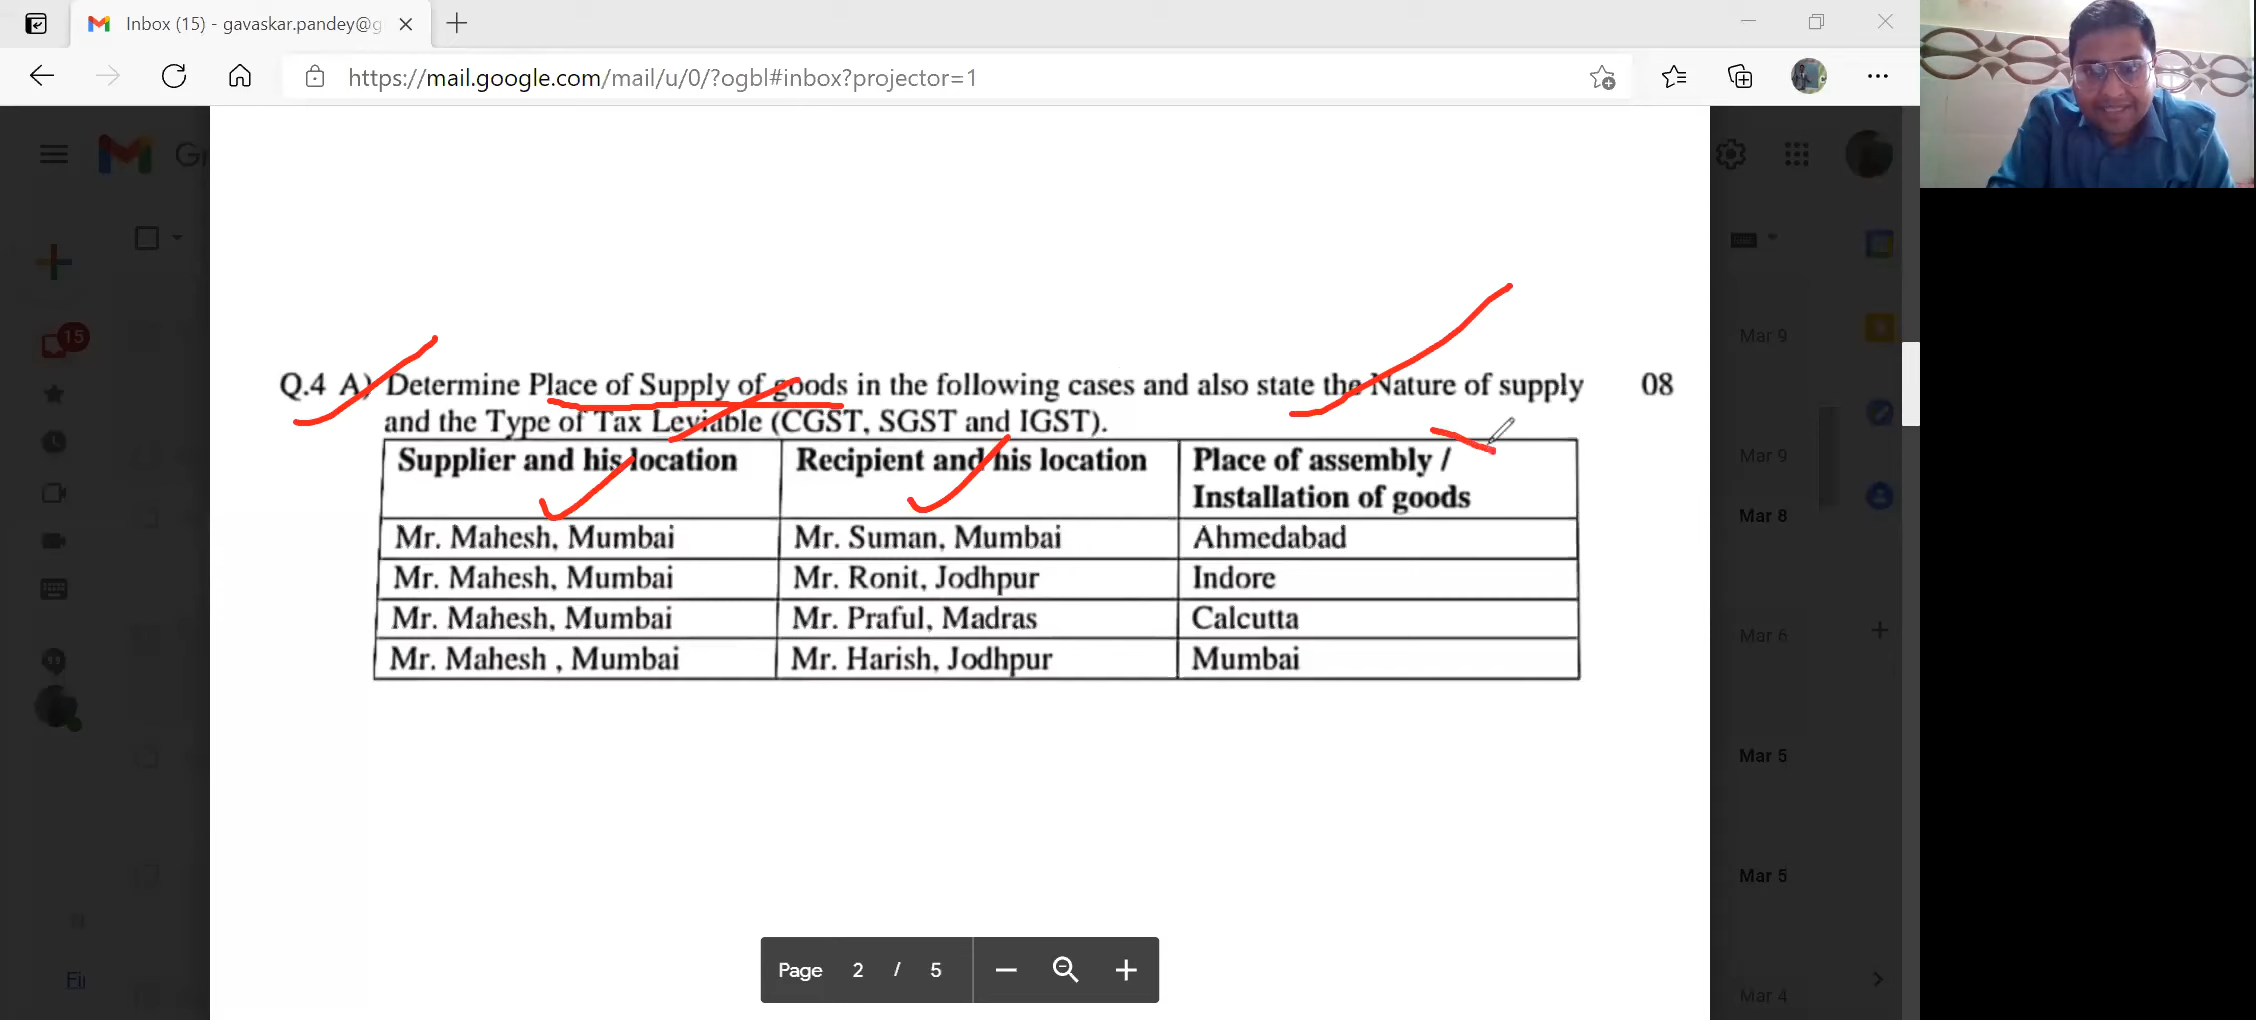 Inbox (15) - gavaskar.pandey@g
https://mail.google.com/mail/u/0/?ogbl#inbox?projector=1
15
Mar 9
Mar 9
Mar 8
Mar 6
Mar 5
Mar 5
Mar 4
Q.4 A) Determine Place of Supply of goods in the following cases and also state the Nature of supply 08
and the Type of Tax Leviable (CGST, SGST and IGST).
Supplier and his location Recipient and his location Place of assembly /
Installation of goods
Mr. Mahesh, Mumbai Mr. Suman, Mumbai Ahmedabad
Mr. Mahesh, Mumbai Mr. Ronit, Jodhpur Indore
Mr. Mahesh, Mumbai Mr. Praful, Madras Calcutta
Mr. Mahesh , Mumbai Mr. Harish, Jodhpur Mumbai
Page 2 / 5